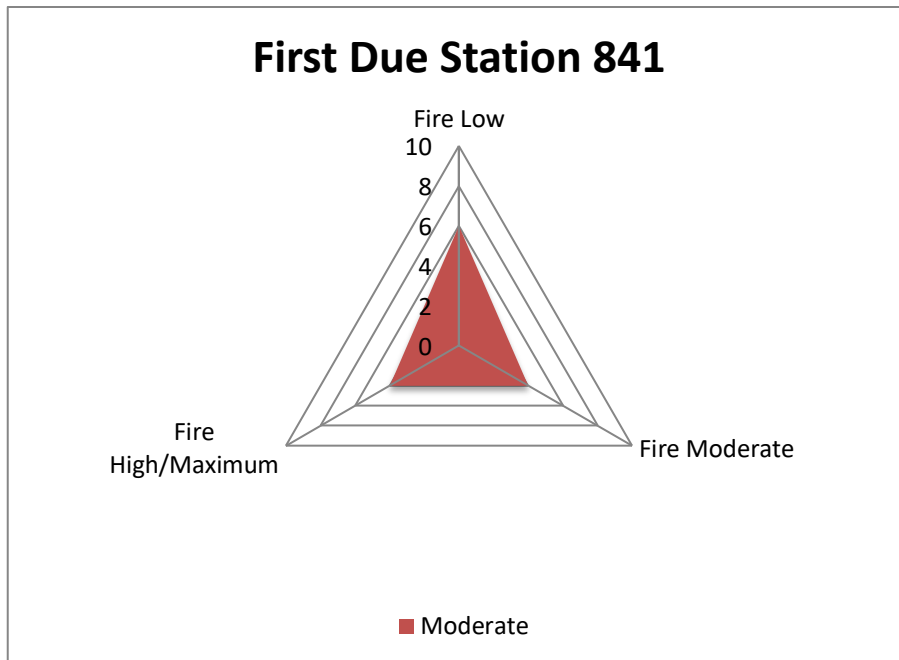 First Due Station 841
Fire Low
10
8
6
4
2
0
Fire
High/Maximum
Fire Moderate
Moderate